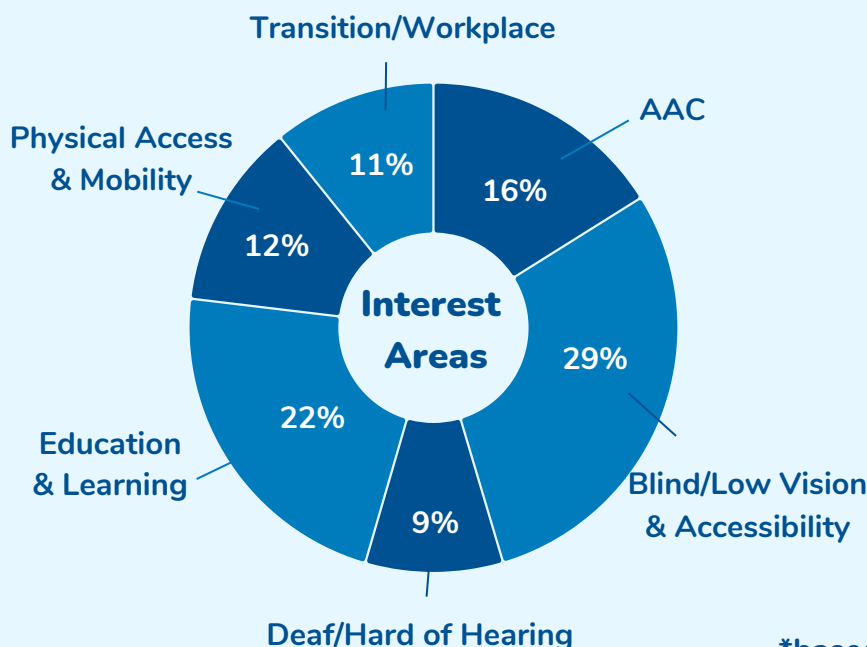 Transition/Workplace
AAC
Physical Access
& Mobility
11%
16%
12%
Interest
Areas
29%
22%
Education
& Learning
Blind/Low Vision
& Accessibility
9%
Deaf/Hard of Hearing